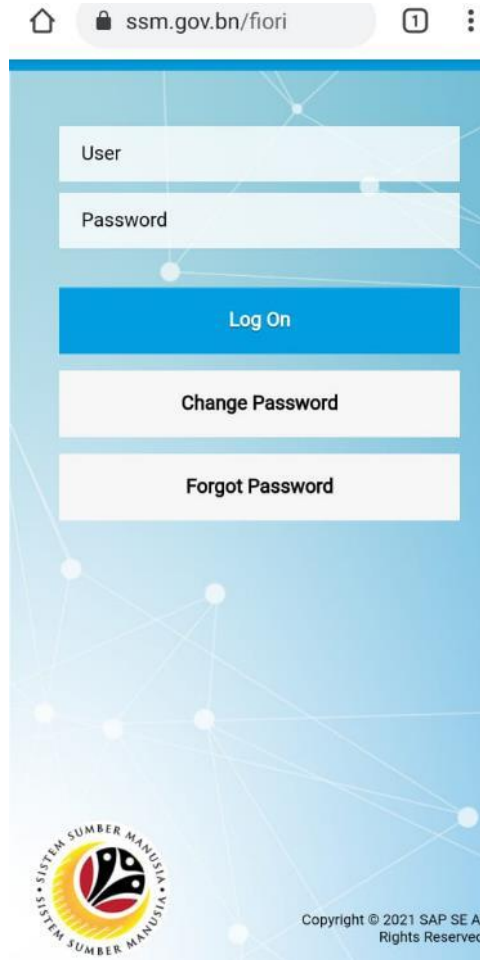 ssm.gov.bn/fiori
1
User
Password
Log On
Change Password
Forgot Password
SISTEM SUMBER MANUSIA • SISTEM SUMBER MANUSIA •
Copyright © 2021 SAP SE A
Rights Reserved